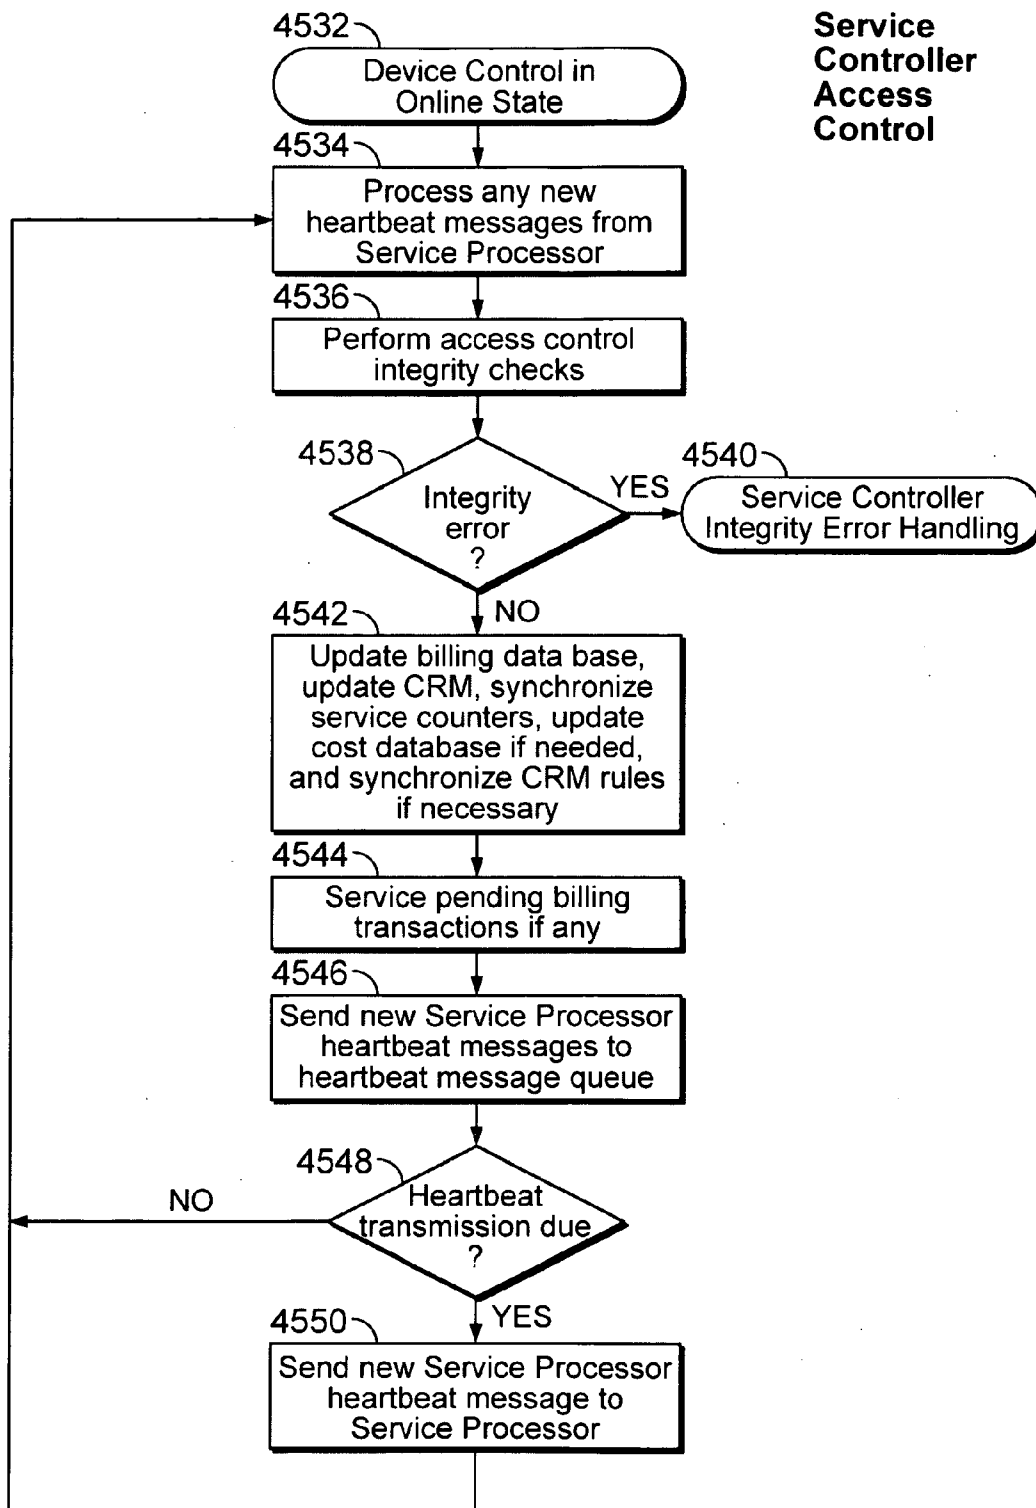 4532
Service
Controller
Access
Control
Device Control in
Online State
4534
Process any new
heartbeat messages from
Service Processor
4536
Perform access control
integrity checks
4538
Integrity
error
?
YES
4540
Service Controller
Integrity Error Handling
NO
4542
Update billing data base,
update CRM, synchronize
service counters, update
cost database if needed,
and synchronize CRM rules
if necessary
4544
Service pending billing
transactions if any
4546
Send new Service Processor
heartbeat messages to
heartbeat message queue
4548
Heartbeat
transmission due
?
NO
YES
4550
Send new Service Processor
heartbeat message to
Service Processor